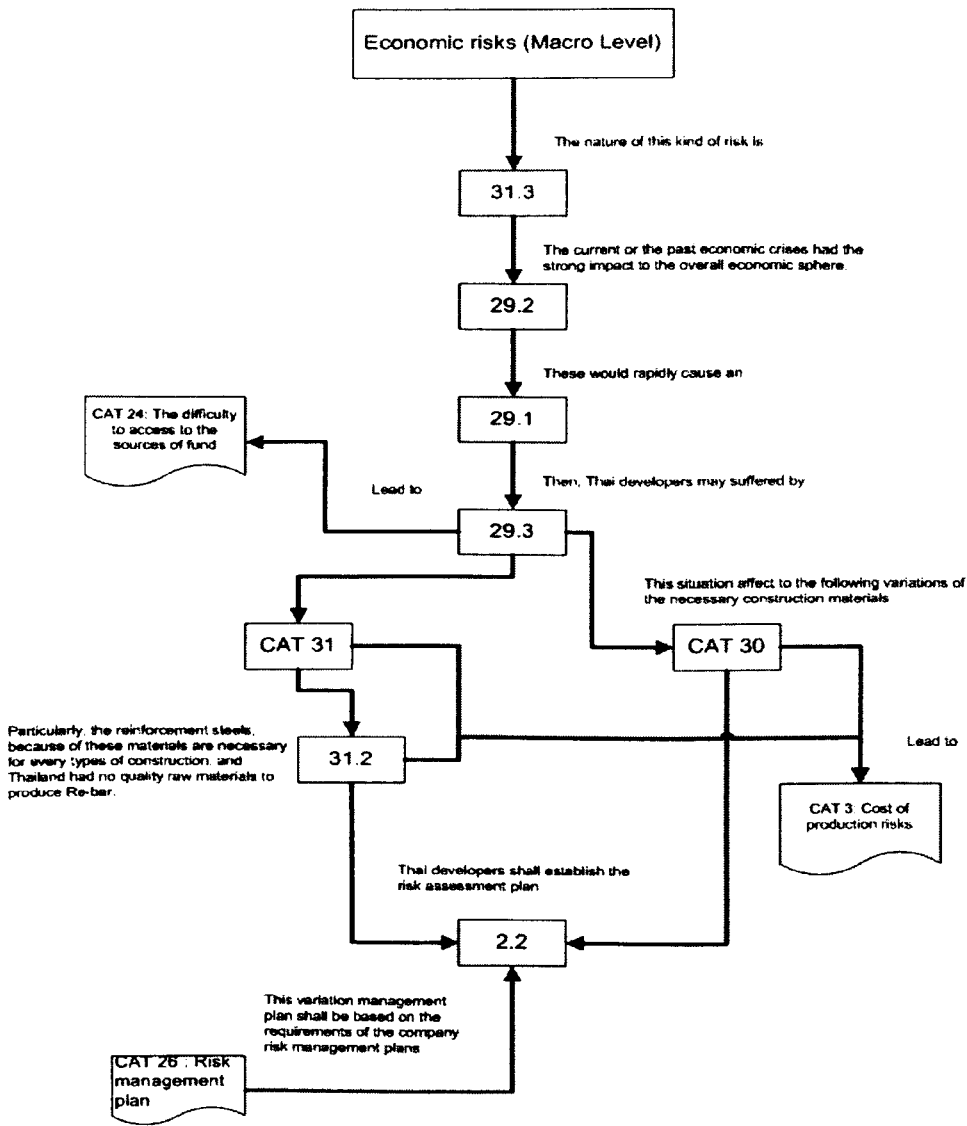 Economic risks (Macro Level)
The nature of this kind of risk is
31.3
The current or the past economic crises had the
strong impact to the overall economic sphere.
29.2
These would rapidly cause an
29.1
CAT 24: The difficulty
to access to the
sources of fund
Then, Thai developers may suffered by
Lead to
29.3
This situation affect to the following variations of
the necessary construction materials
CAT 31
CAT 30
Particularly, the reinforcement steels,
because of these materials are necessary
for every types of construction, and
Thailand had no quality raw materials to
produce Re-bar.
31.2
Lead to
CAT 3: Cost of
production risks
Thai developers shall establish the
risk assessment plan
2.2
This variation management
plan shall be based on the
requirements of the company
risk management plans
CAT 26 : Risk
management
plan